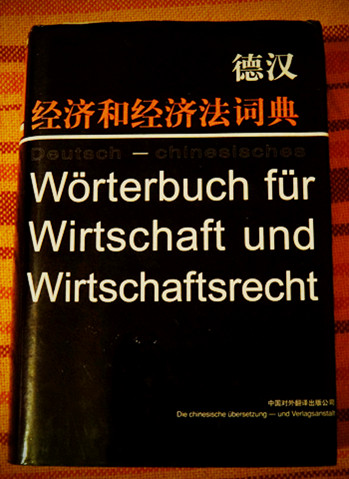 德汉
经济和经济法词典
Deutsch — chinesisches
Wörterbuch für
Wirtschaft und
Wirtschaftsrecht
中国对外翻译出版公司
Die chinesische übersetzung — und Verlagsanstalt